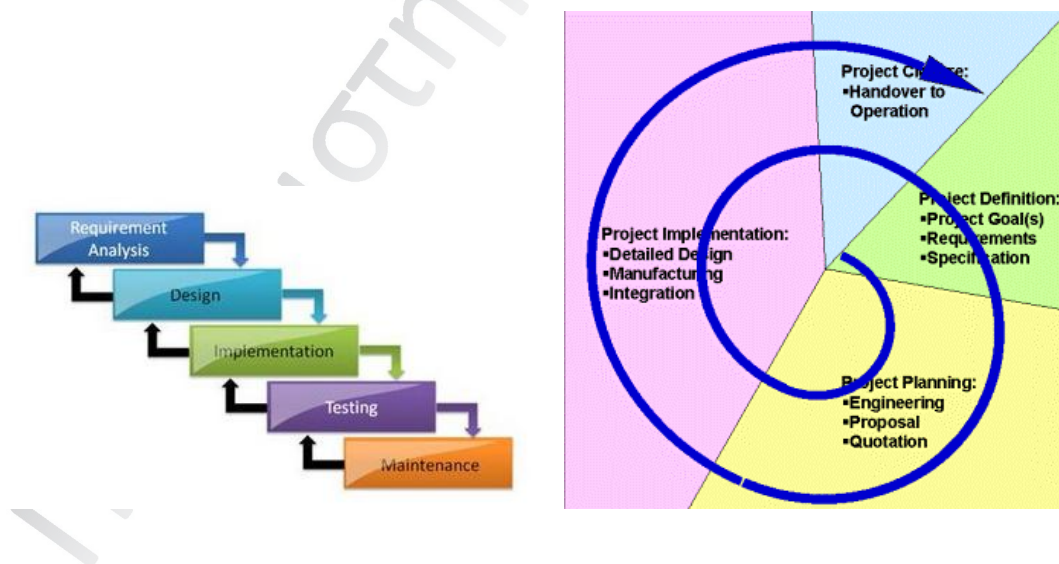 Requirement
Analysis
Design
Implementation
Testing
Maintenance
Project Closure:
▪Handover to
Operation
Project Definition:
▪Project Goal(s)
▪Requirements
▪Specification
Project Implementation:
▪Detailed Design
▪Manufacturing
▪Integration
Project Planning:
▪Engineering
▪Proposal
▪Quotation